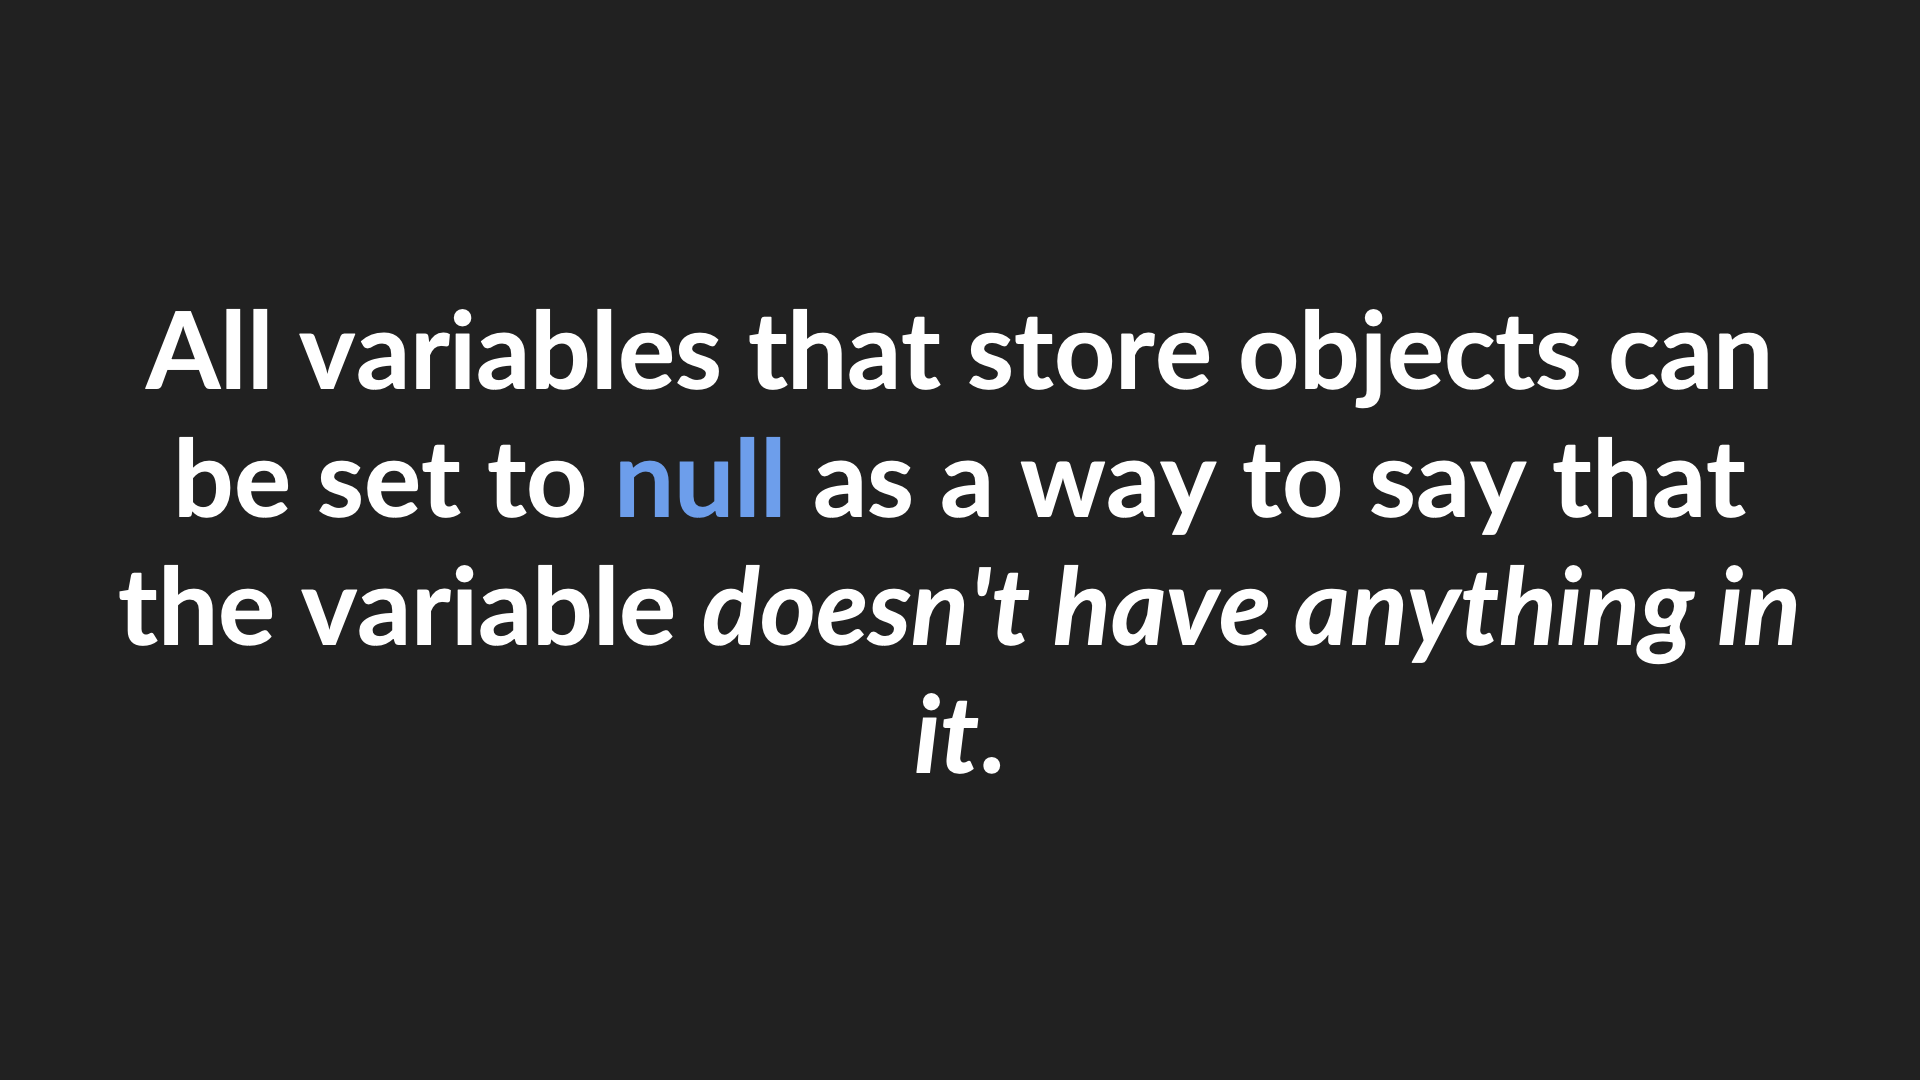 All variables that store objects can
be set to null as a way to say that
the variable doesn't have anything in
it.